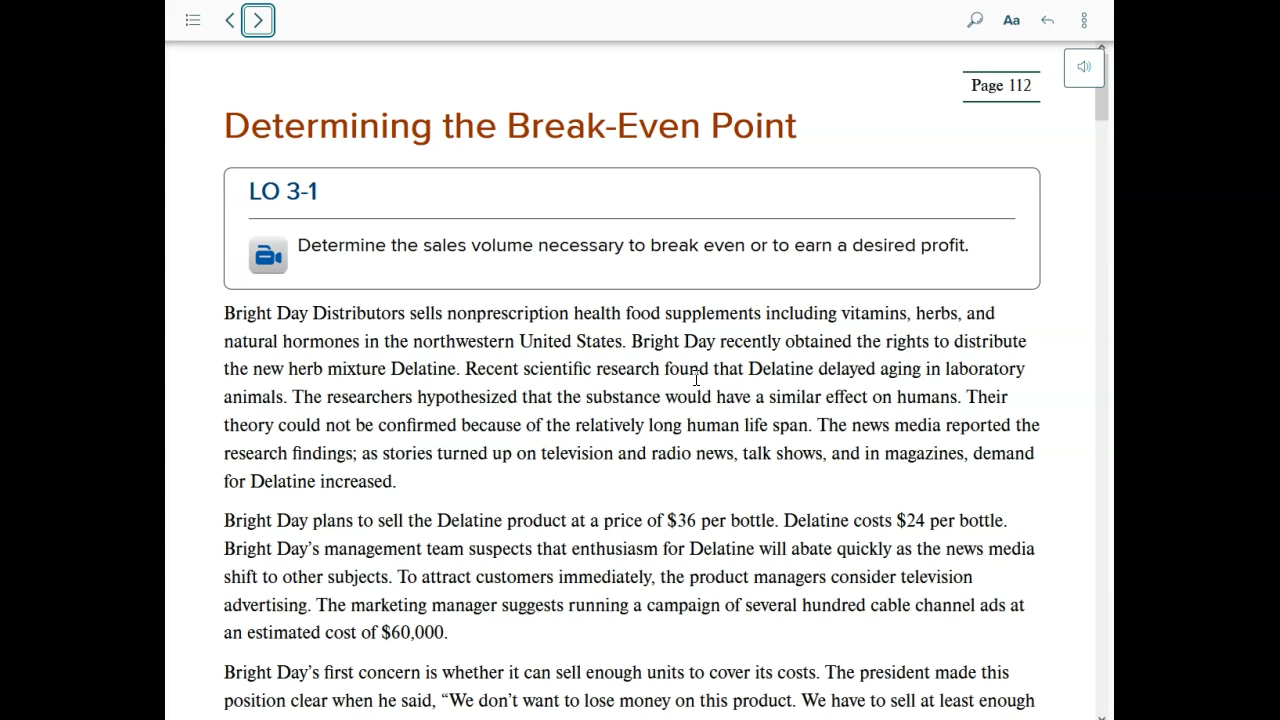 Aa
Page 112
Determining the Break-Even Point
LO 3-1
Determine the sales volume necessary to break even or to earn a desired profit.
Bright Day Distributors sells nonprescription health food supplements including vitamins, herbs, and
natural hormones in the northwestern United States. Bright Day recently obtained the rights to distribute
the new herb mixture Delatine. Recent scientific research found that Delatine delayed aging in laboratory
animals. The researchers hypothesized that the substance would have a similar effect on humans. Their
theory could not be confirmed because of the relatively long human life span. The news media reported the
research findings; as stories turned up on television and radio news, talk shows, and in magazines, demand
for Delatine increased.
Bright Day plans to sell the Delatine product at a price of $36 per bottle. Delatine costs $24 per bottle.
Bright Day’s management team suspects that enthusiasm for Delatine will abate quickly as the news media
shift to other subjects. To attract customers immediately, the product managers consider television
advertising. The marketing manager suggests running a campaign of several hundred cable channel ads at
an estimated cost of $60,000.
Bright Day’s first concern is whether it can sell enough units to cover its costs. The president made this
position clear when he said, “We don’t want to lose money on this product. We have to sell at least enough